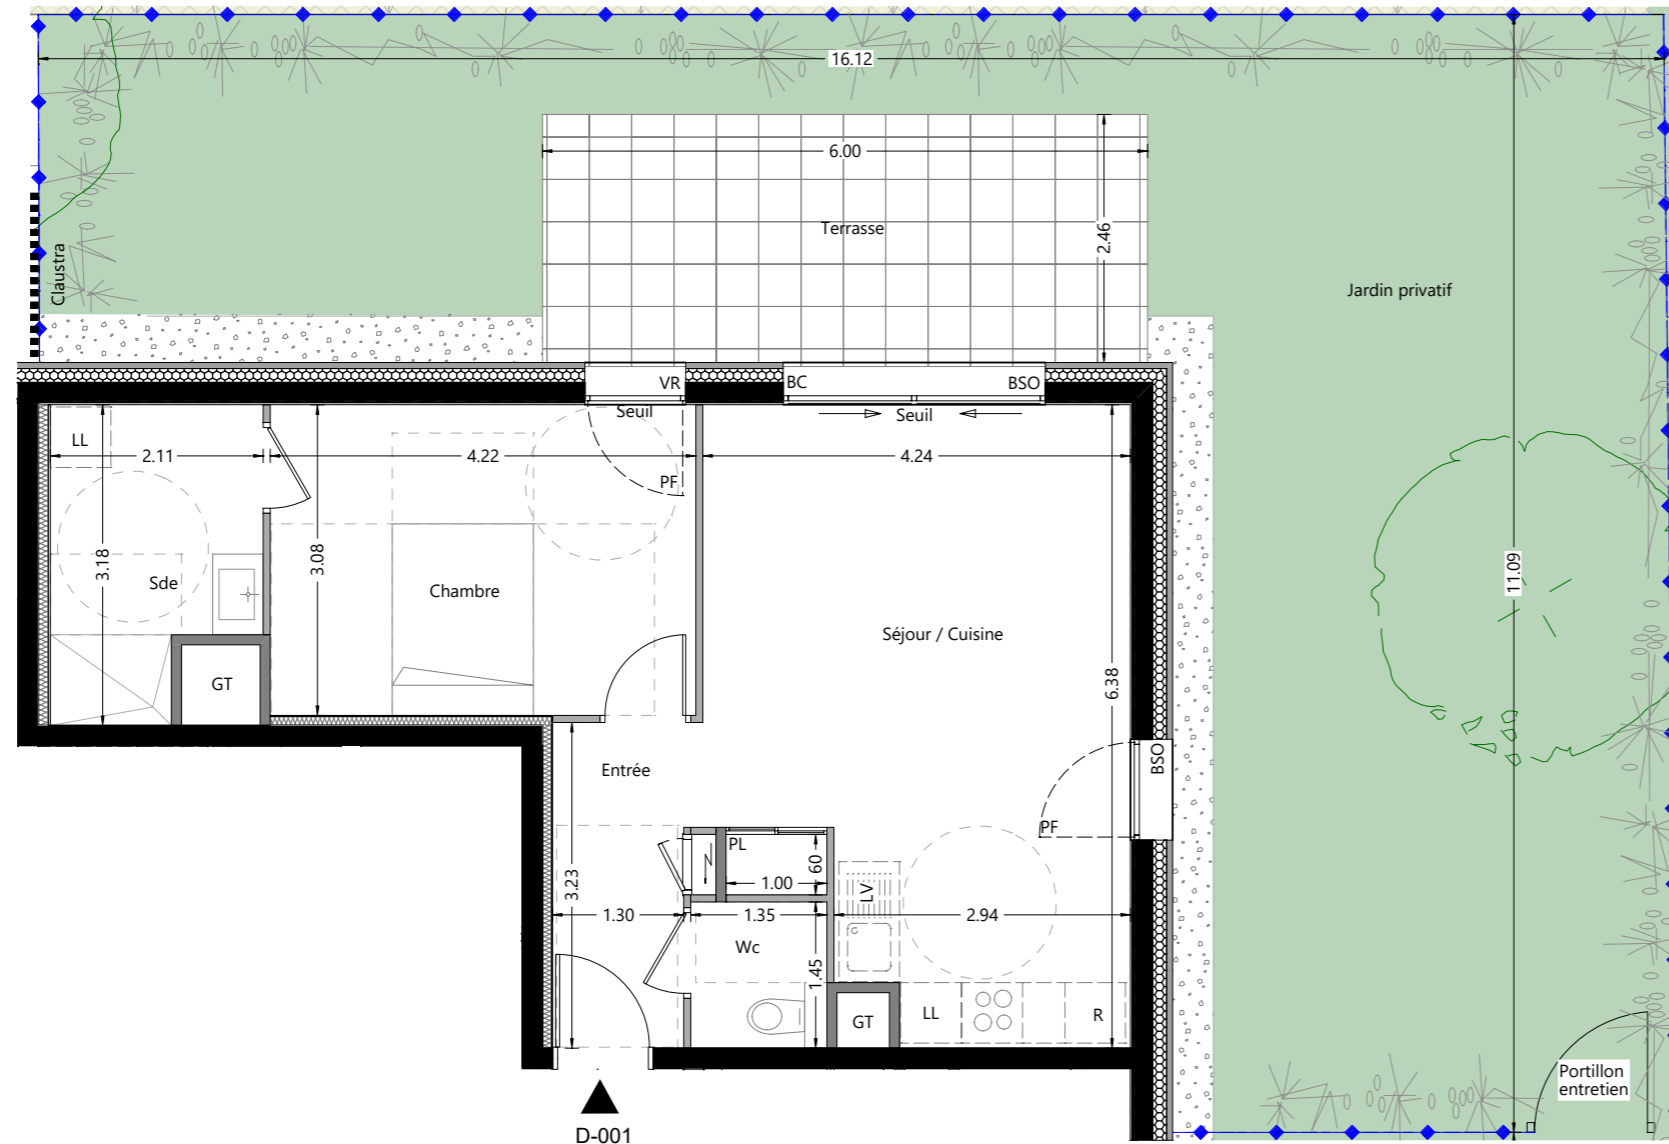 16.12
6.00
Terrasse
2.46
Claustra
Jardin privatif
VR
BC
BSO
Seuil
Seuil
LL
2.11
4.22
4.24
PF
3.18
3.08
11.09
Sde
Chambre
Séjour / Cuisine
GT
6.38
Entrée
BSO
PF
PL
60
3.23
1.00
LV
1.30
1.35
2.94
Wc
1.45
GT
LL
R
Portillon
entretien
D-001